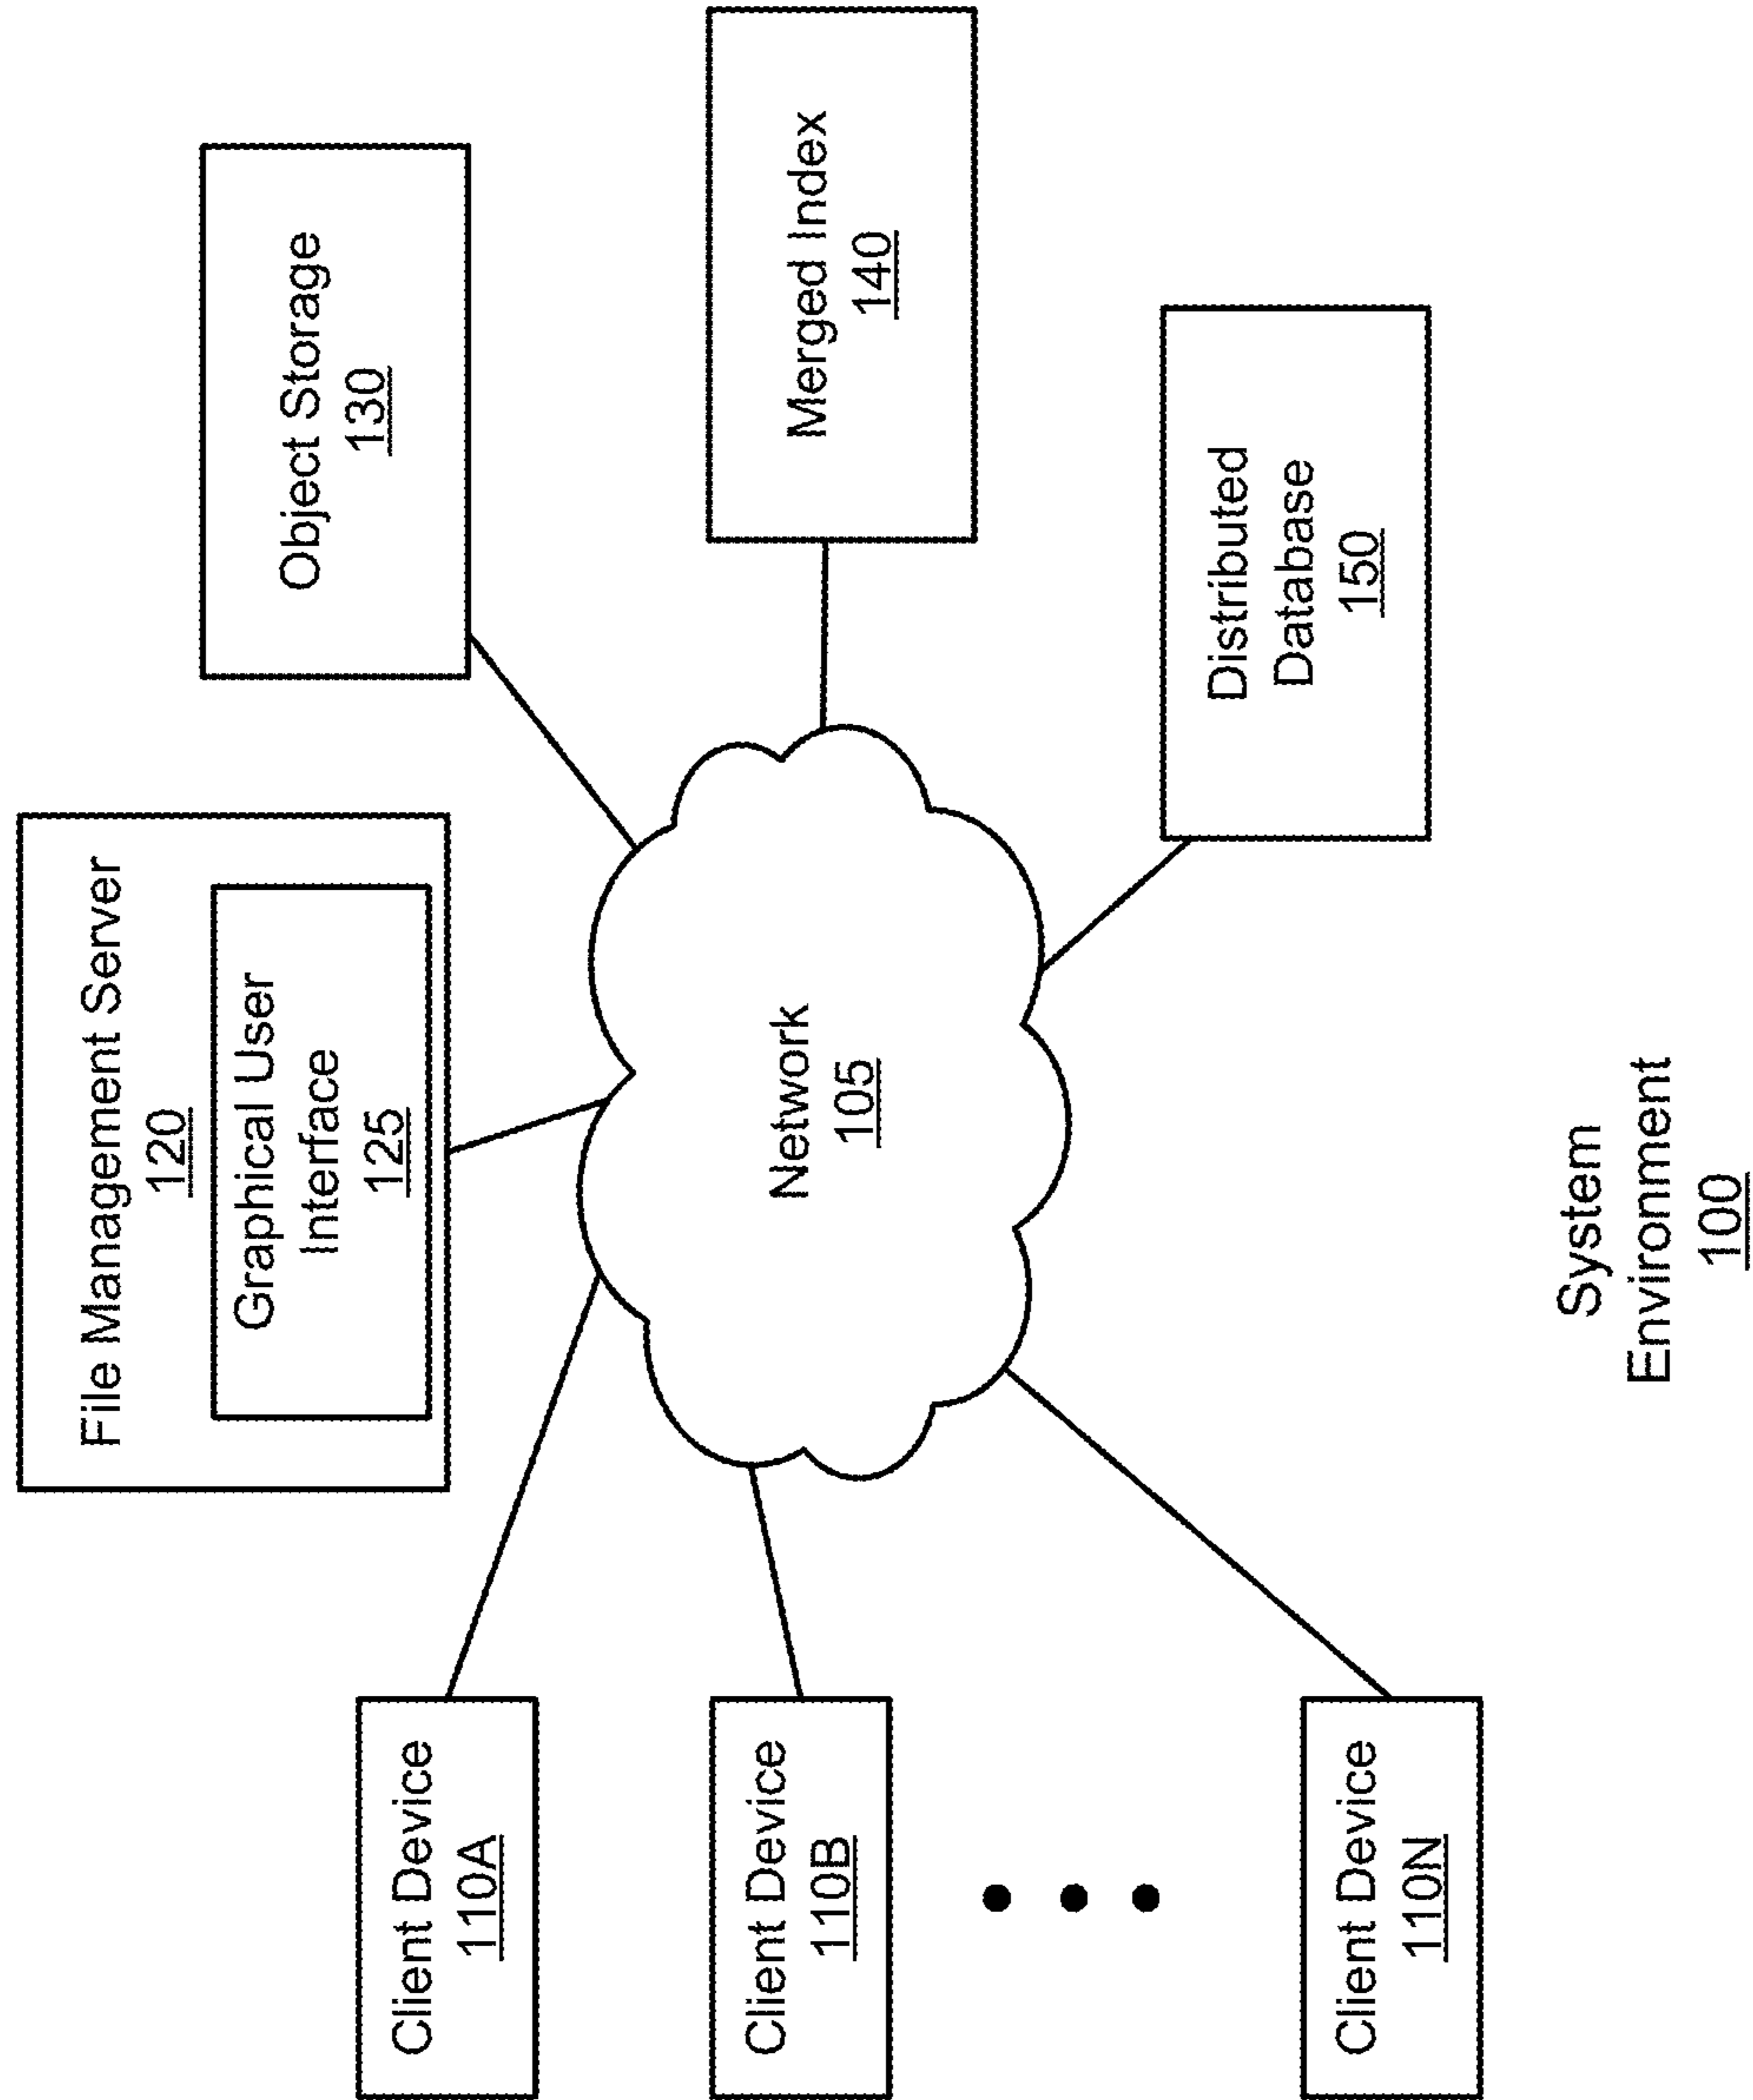 File Management Server
120
Graphical User
Interface
125
Object Storage
130
Client Device
110A
Client Device
110B
Client Device
110N
Network
105
Merged Index
140
Distributed
Database
150
System
Environment
100